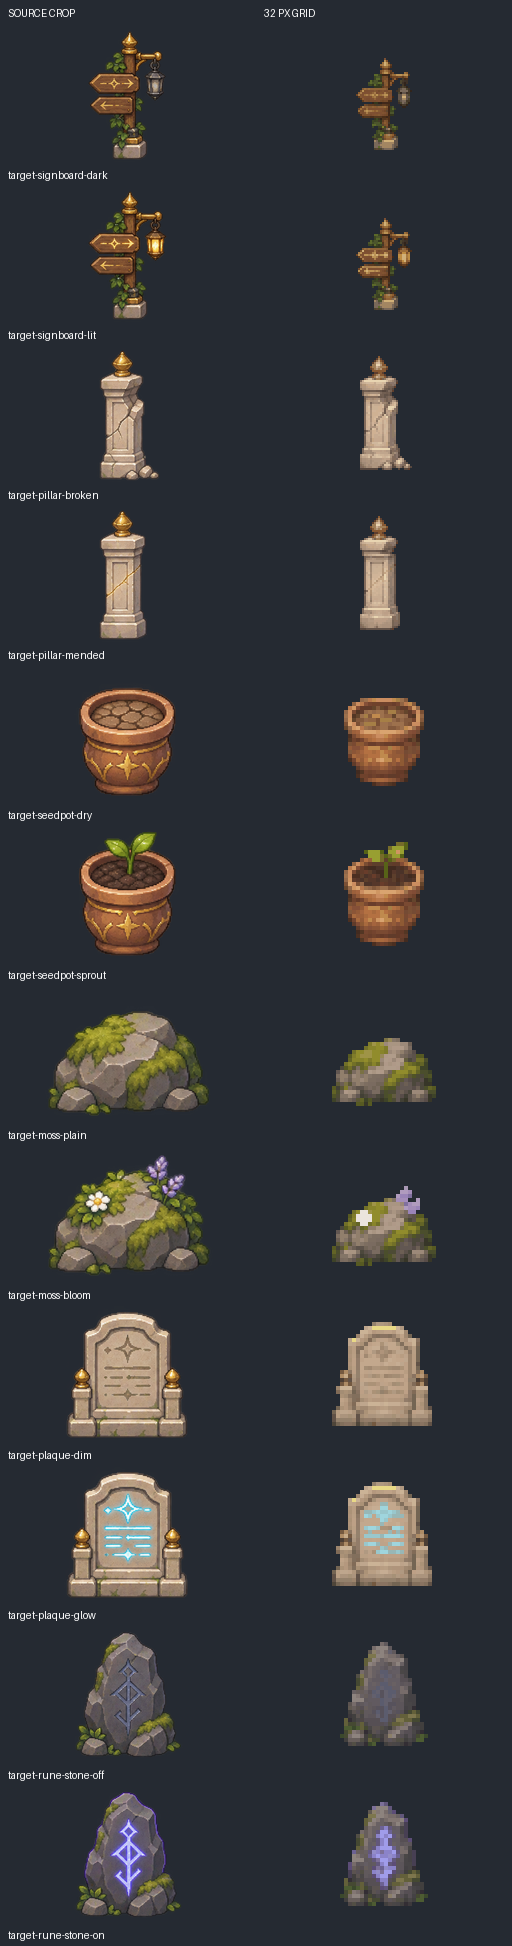 SOURCE CROP 32 PX GRID
target-signboard-dark
target-signboard-lit
target-pillar-broken
target-pillar-mended
target-seedpot-dry
target-seedpot-sprout
target-moss-plain
target-moss-bloom
target-plaque-dim
target-plaque-glow
target-rune-stone-off
target-rune-stone-on